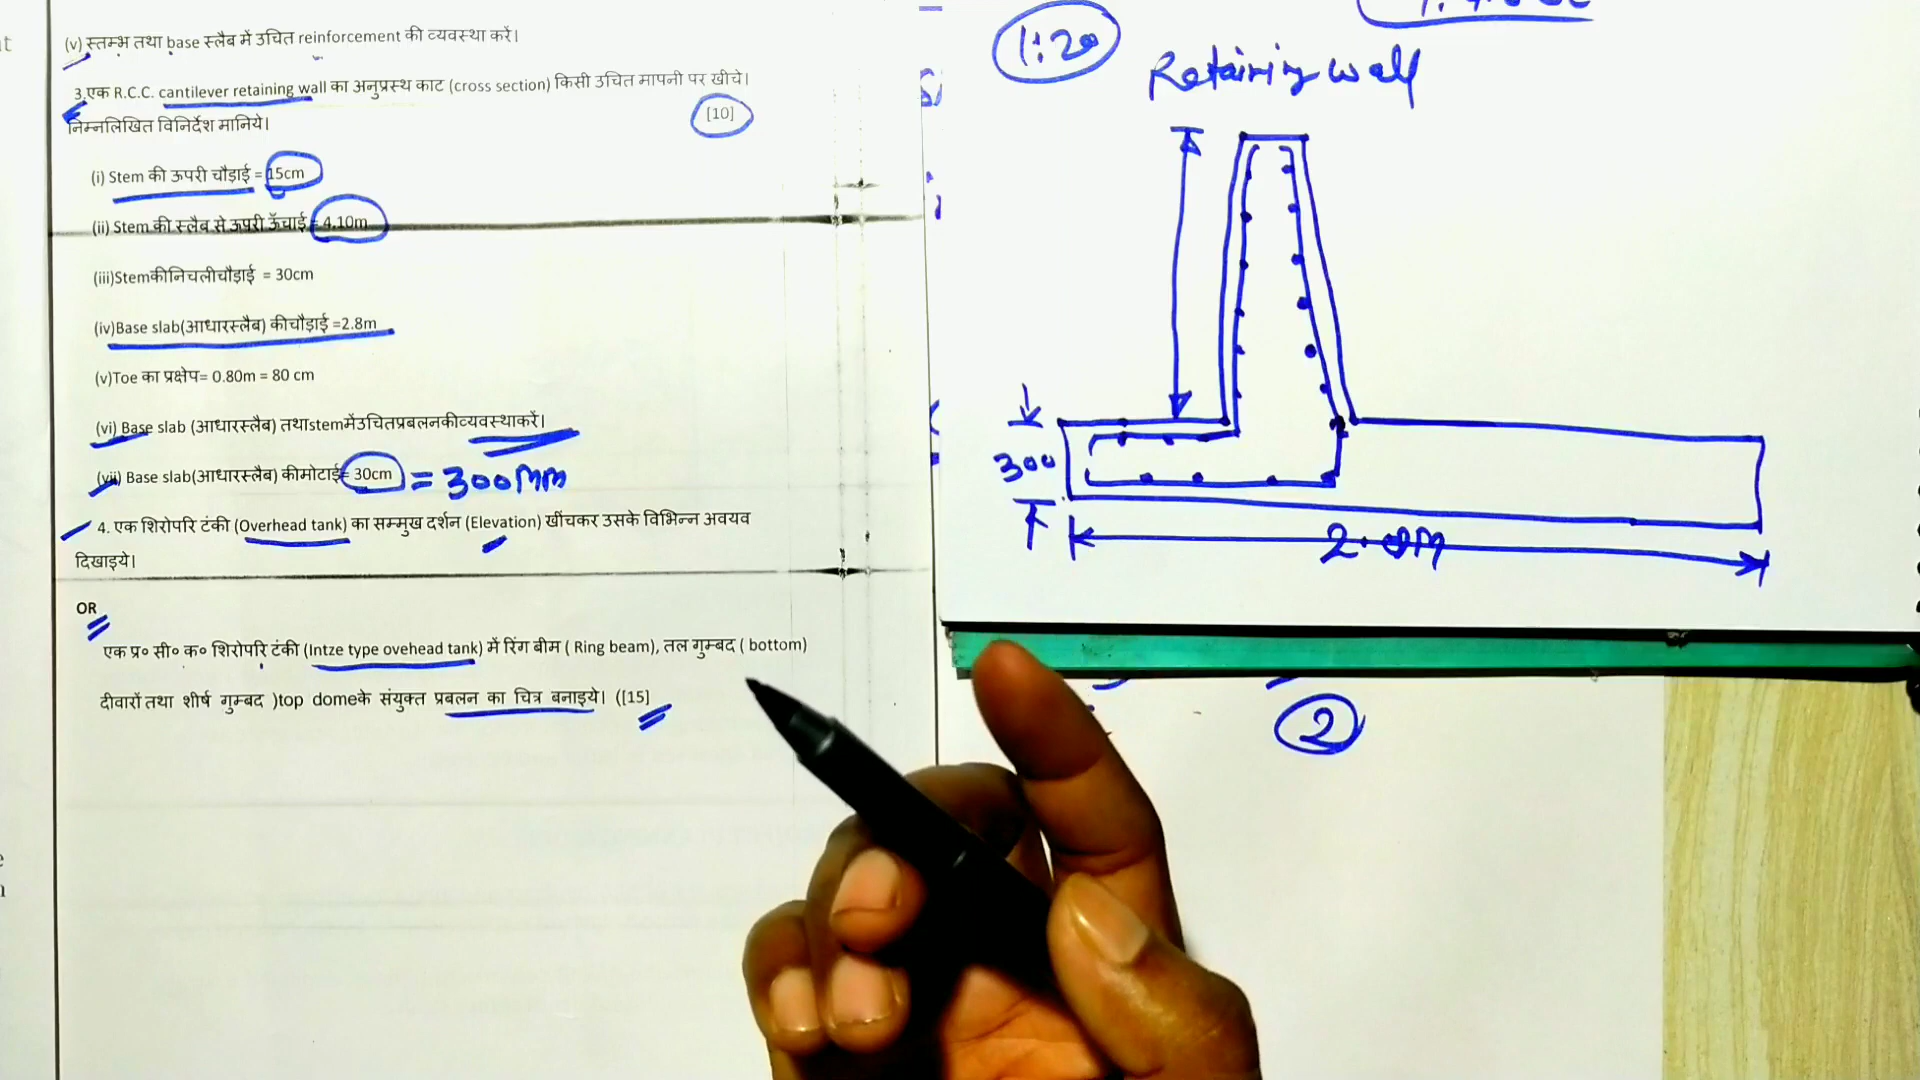 (v) स्तम्भ तथा base स्लैब में उचित reinforcement की व्यवस्था करें।
3.एक R.C.C. cantilever retaining wall का अनुप्रस्थ काट (cross section) किसी उचित मापनी पर खींचे।
[10]
निम्नलिखित विनिर्देश मानिये।
(i) Stem की ऊपरी चौड़ाई = 15cm
(ii) Stem की स्लैब से ऊपरी ऊँचाई = 4.10m
(iii)Stemकीनिचलीचौड़ाई = 30cm
(iv)Base slab(आधारस्लैब) कीचौड़ाई =2.8m
(v)Toe का प्रक्षेप= 0.80m = 80 cm
(vi) Base slab (आधारस्लैब) तथाstemमेंउचितप्रबलनकीव्यवस्थाकरें।
(vii) Base slab(आधारस्लैब) कीमोटाई= 30cm = 300mm
4. एक शिरोपरि टंकी (Overhead tank) का सम्मुख दर्शन (Elevation) खींचकर उसके विभिन्न अवयव
दिखाइये।
OR
एक प्र० सी० क० शिरोपरि टंकी (Intze type ovehead tank) में रिंग बीम ( Ring beam), तल गुम्बद ( bottom)
दीवारों तथा शीर्ष गुम्बद )top domeके संयुक्त प्रबलन का चित्र बनाइये। ([15]
1:20
Retaining wall
300
2